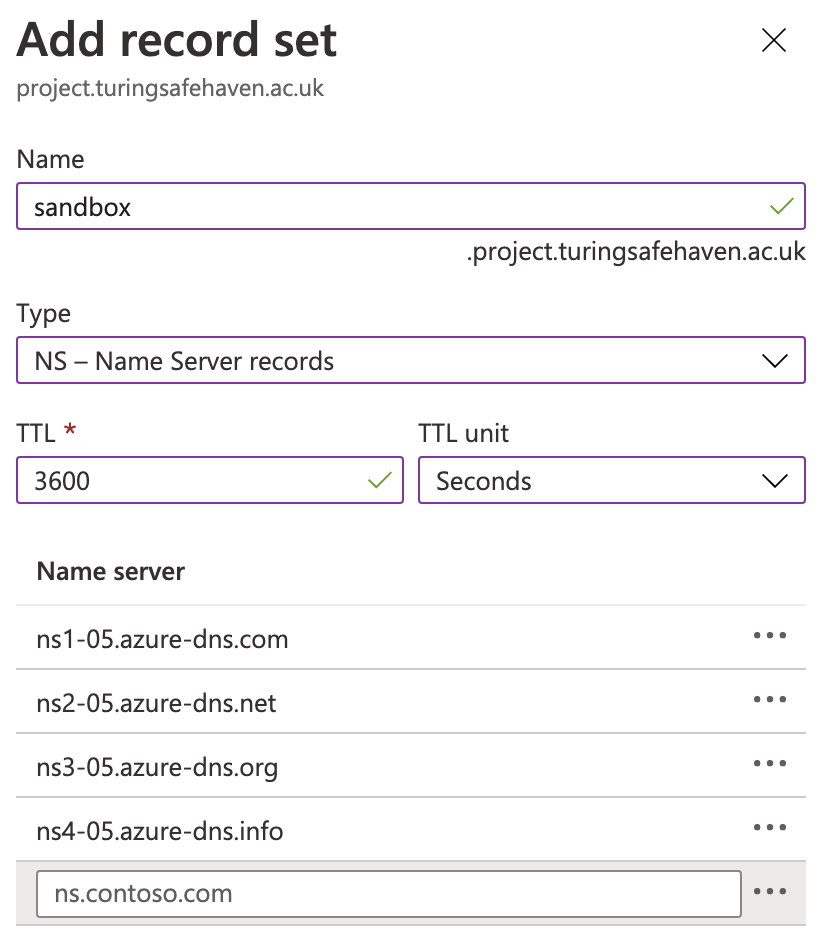 Add record set
project.turingsafehaven.ac.uk
Name
sandbox
.project.turingsafehaven.ac.uk
Type
NS – Name Server records
TTL * TTL unit
3600 Seconds
Name server
ns1-05.azure-dns.com
ns2-05.azure-dns.net
ns3-05.azure-dns.org
ns4-05.azure-dns.info
ns.contoso.com